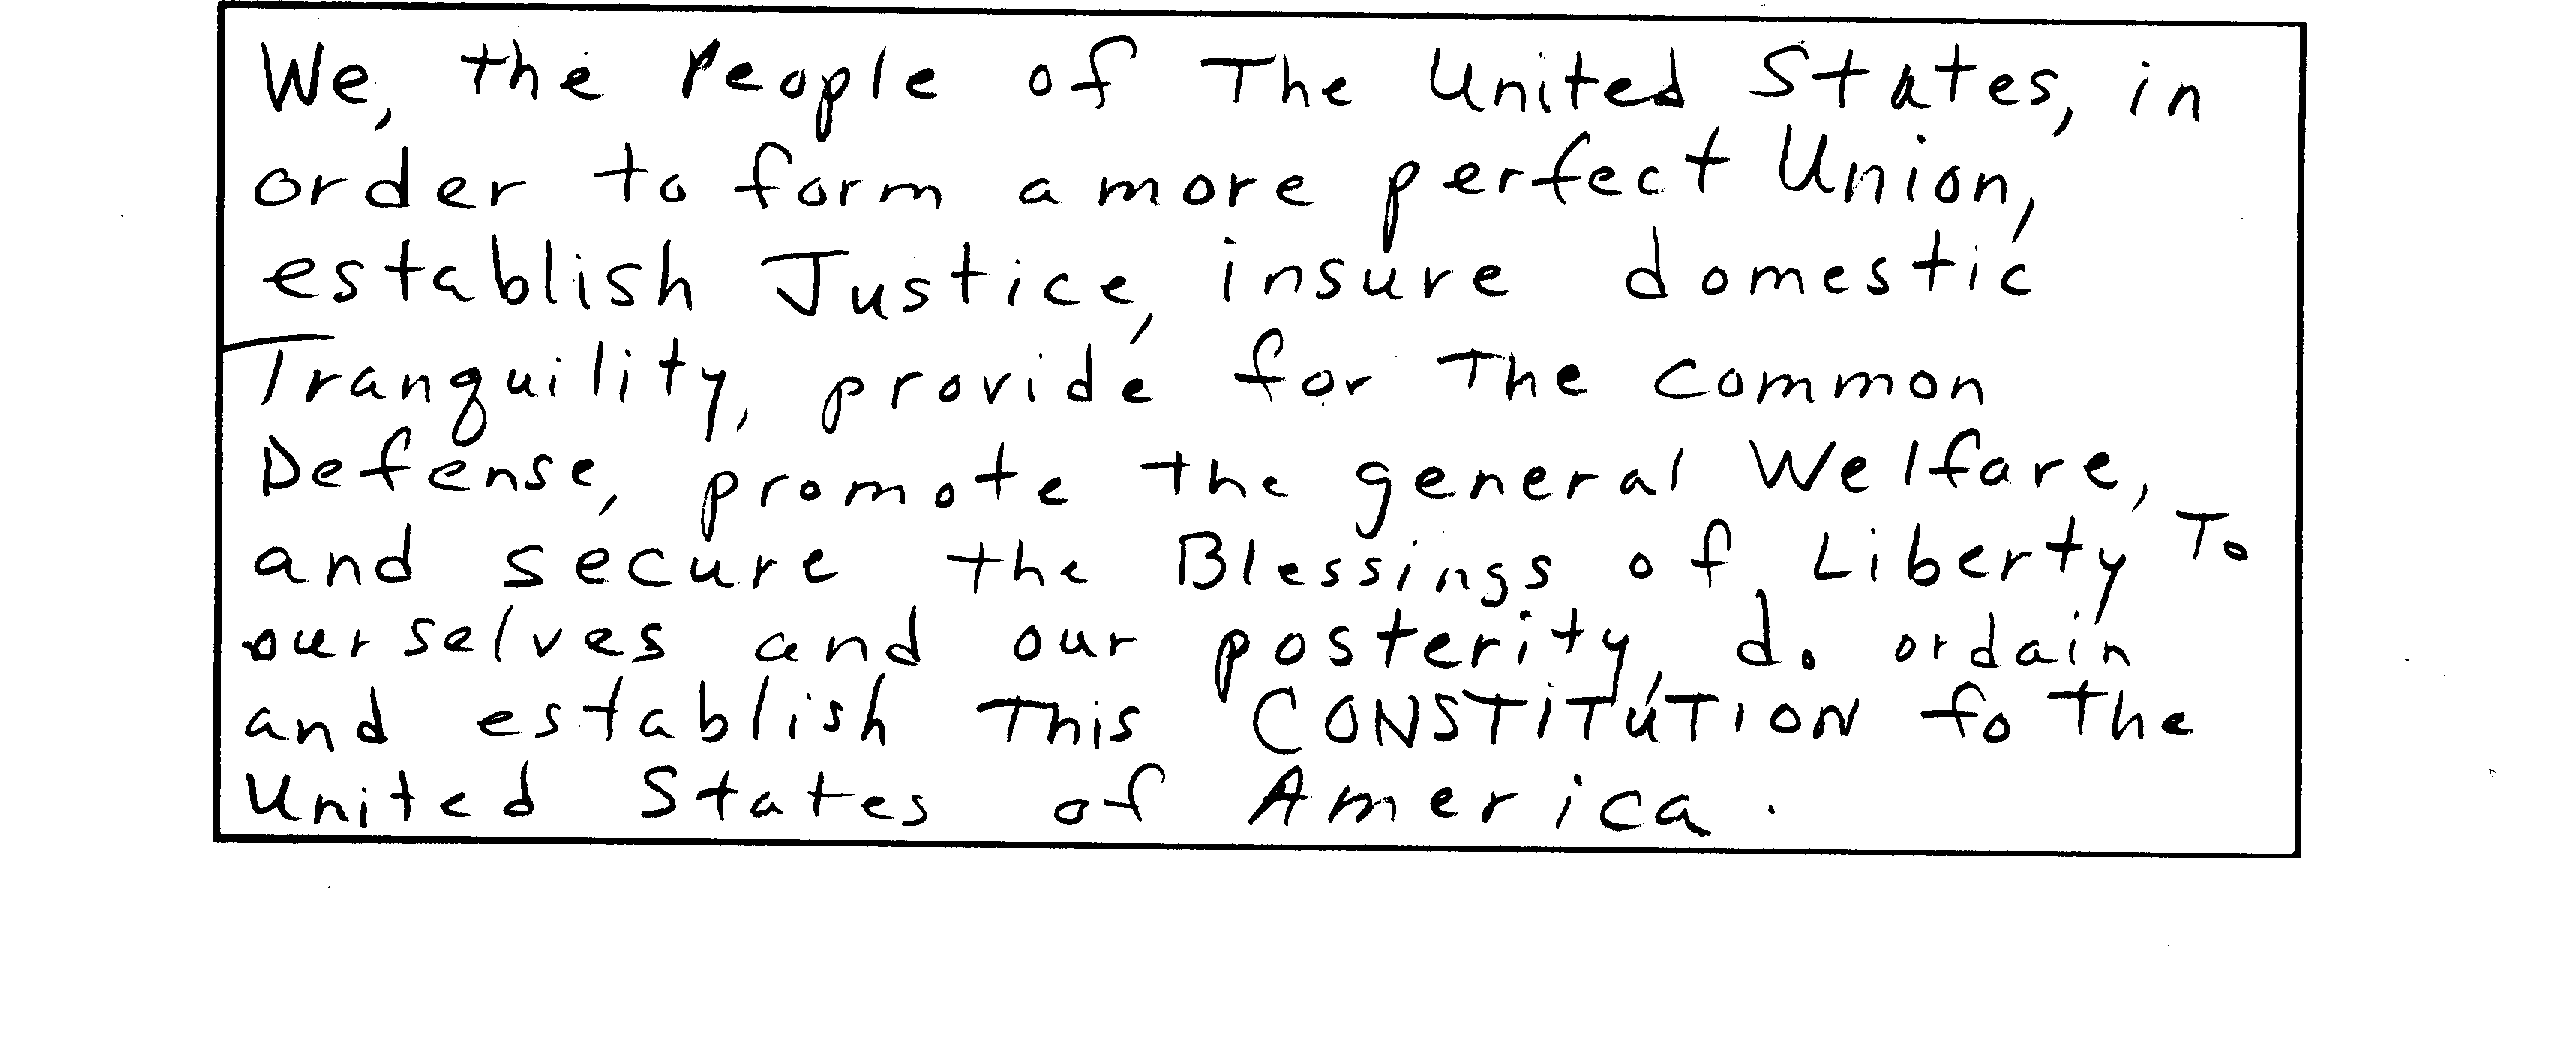 We, the People of The United States, in
order to form a more perfect Union,
establish Justice, insure domestic
Tranquility, provide for The common
Defense, promote the general Welfare,
and secure the Blessings of Liberty To
ourselves and our posterity, do ordain
and establish This CONSTITUTION fo The
United States of America.